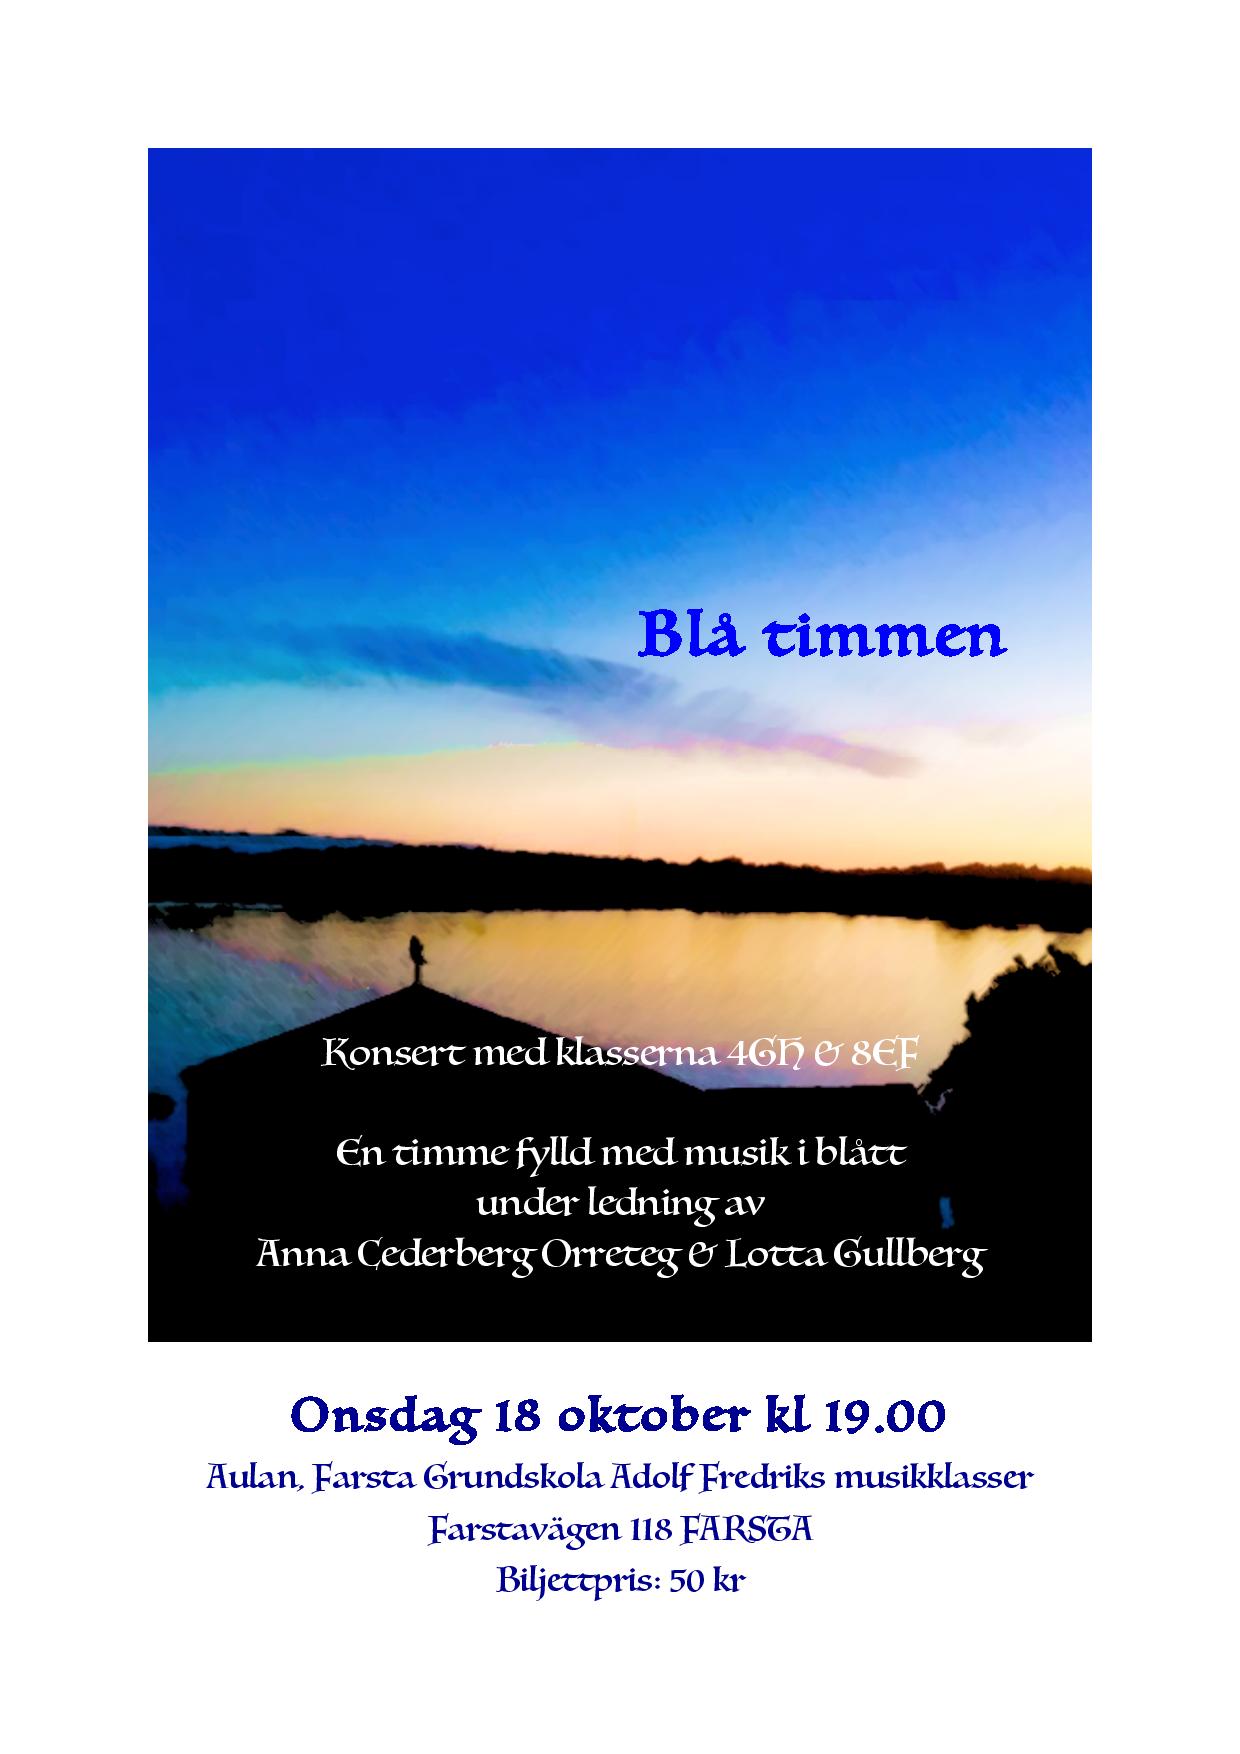 Blå timmen
Konsert med klasserna 4GH & 8EF
En timme fylld med musik i blått
under ledning av
Anna Cederberg Orreteg & Lotta Gullberg
Onsdag 18 oktober kl 19.00
Aulan, Farsta Grundskola Adolf Fredriks musikklasser
Farstavägen 118 FARSTA
Biljettpris: 50 kr